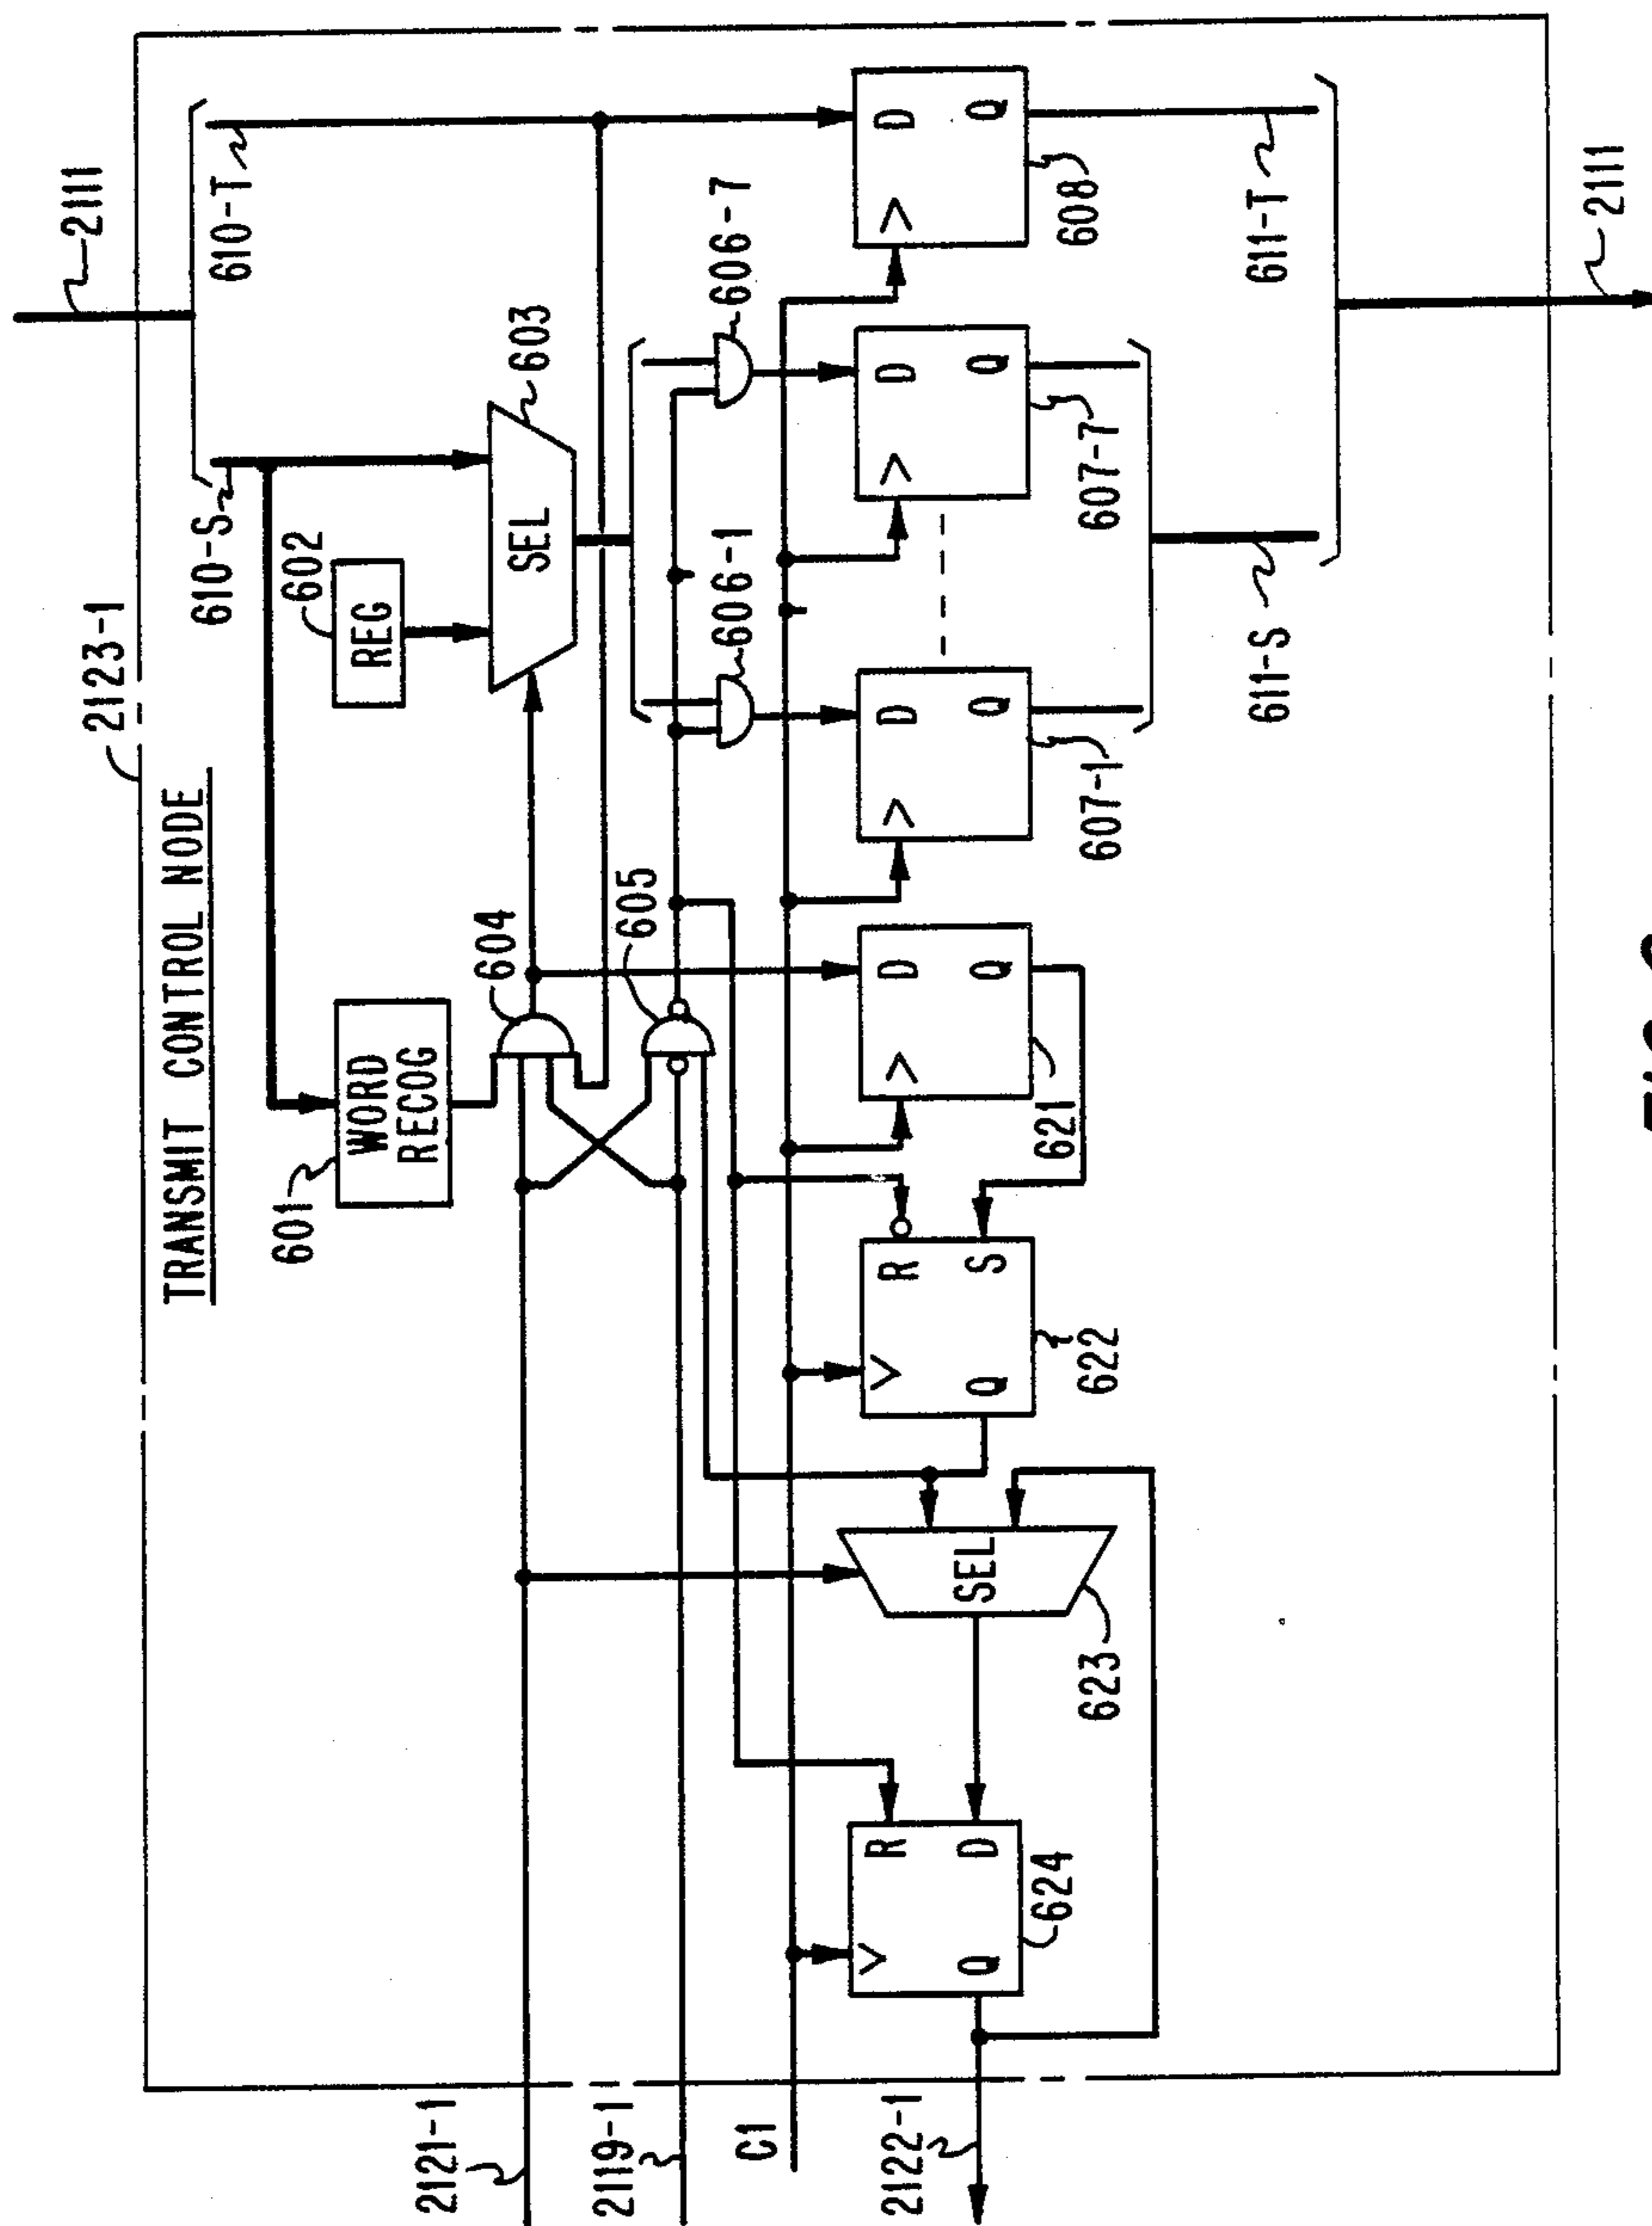 2111
2123-1
TRANSMIT CONTROL NODE
610-S
610-T
601
602
WORD
RECOG
REG
2121-1
604
SEL
603
2119-1
605
606-1
606-7
C1
2122-1
R
R
D
D
D
D
Q
D
SEL
Q
S
Q
Q
Q
Q
624
623
622
621
607-1
607-7
608
611-S
611-T
2111